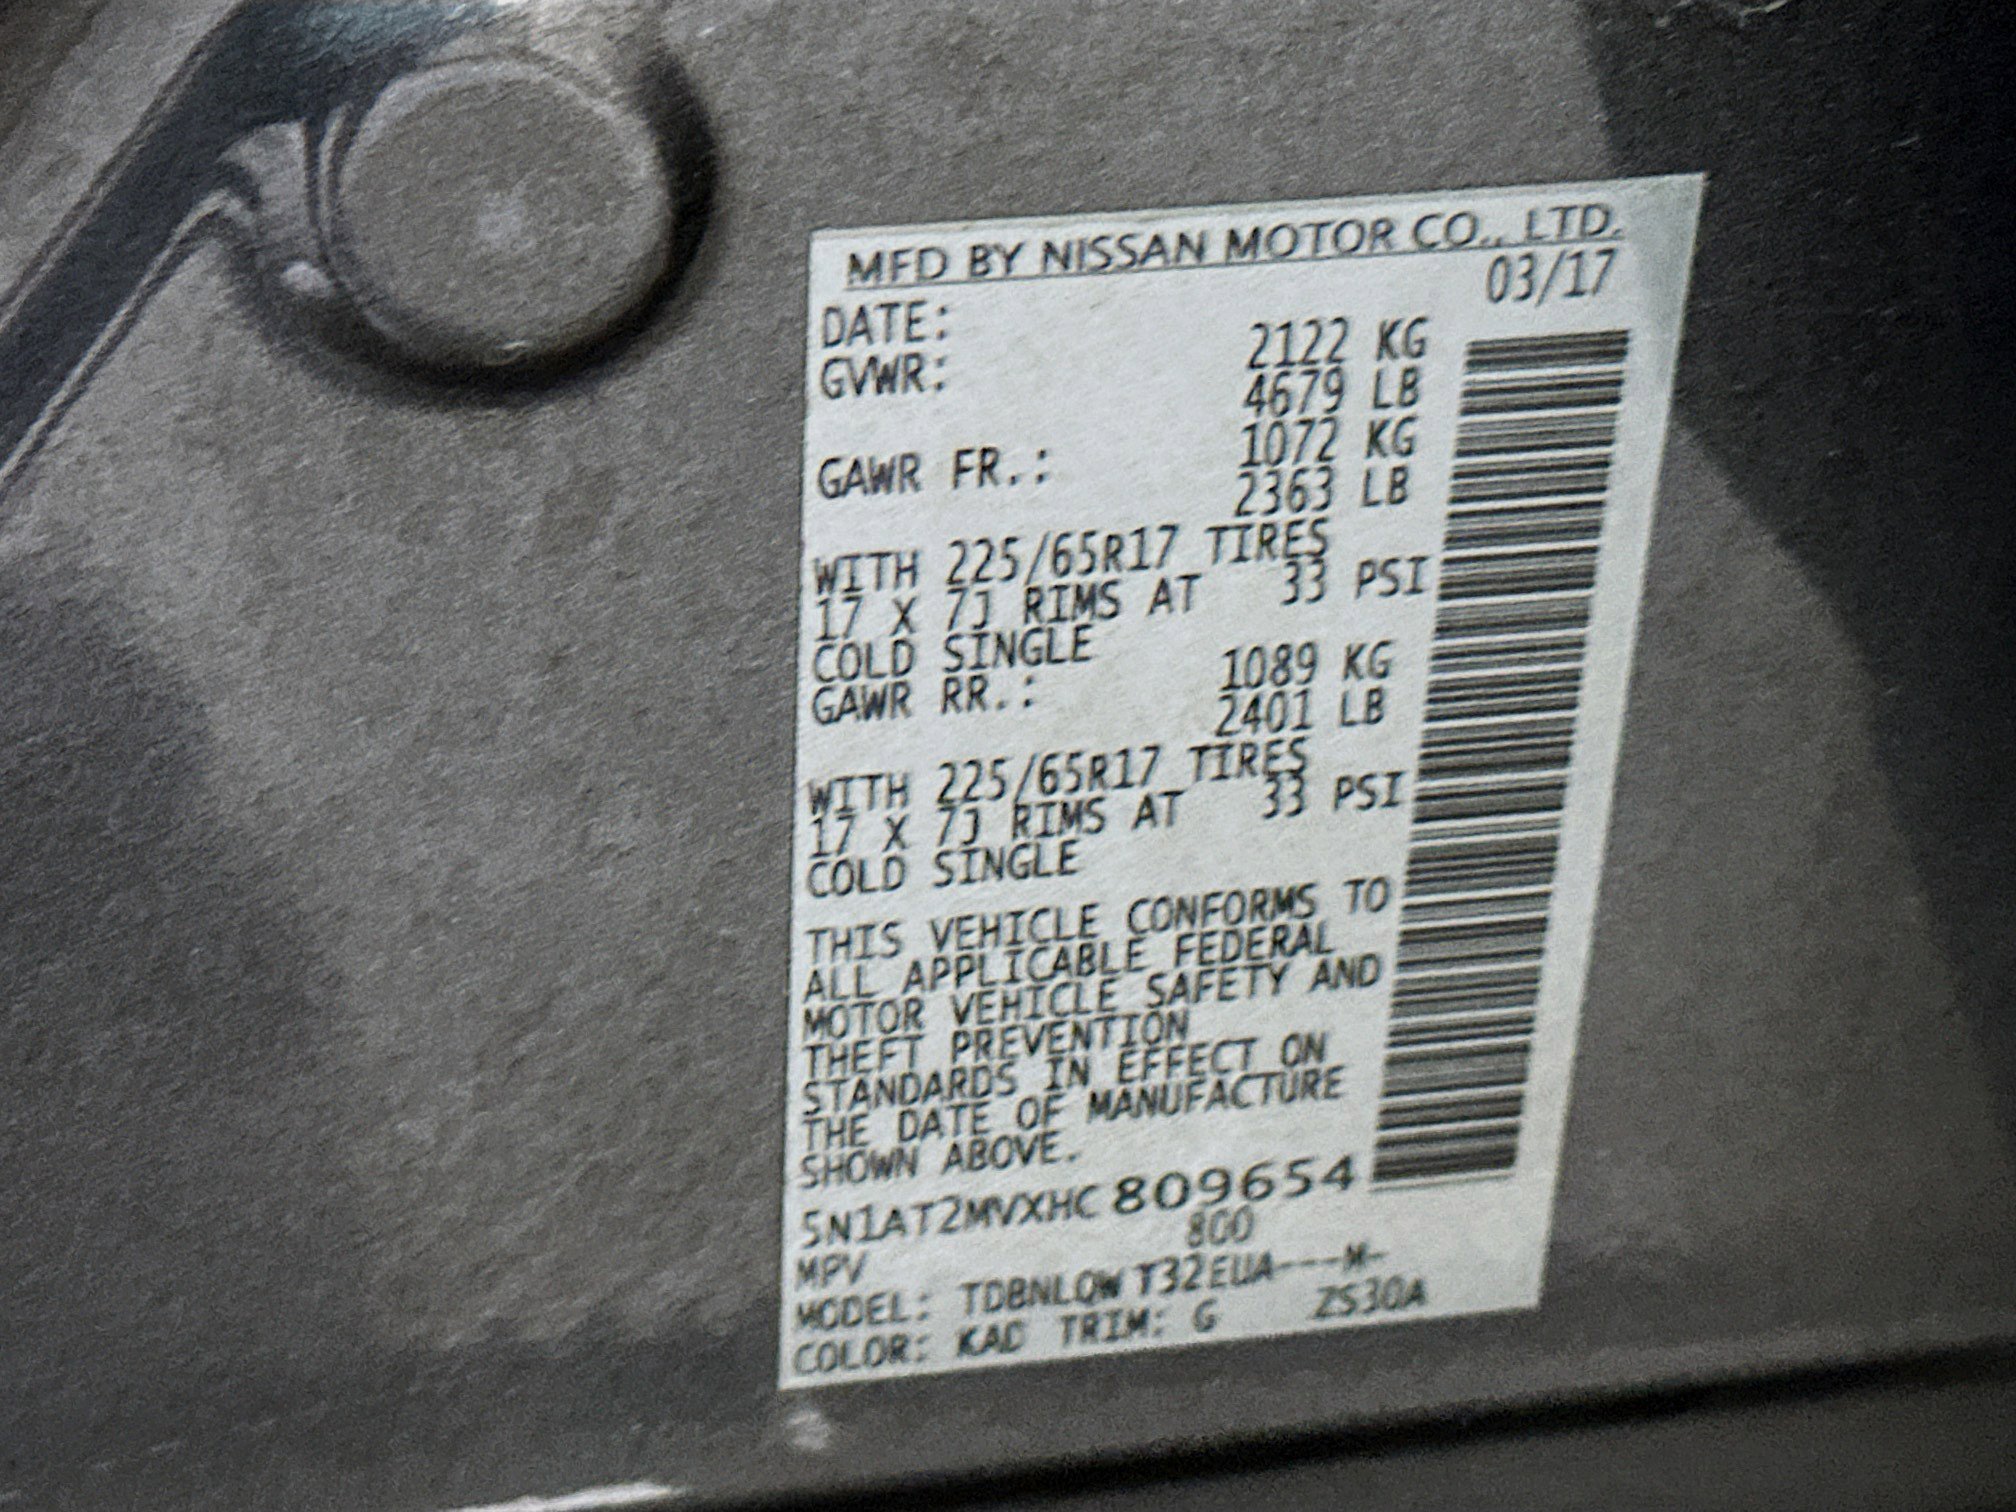 MFD BY NISSAN MOTOR CO., LTD.
DATE: 03/17
GVWR: 2122 KG
4679 LB
GAWR FR.: 1072 KG
2363 LB
WITH 225/65R17 TIRES
17 X 7J RIMS AT 33 PSI
COLD SINGLE
GAWR RR.: 1089 KG
2401 LB
WITH 225/65R17 TIRES
17 X 7J RIMS AT 33 PSI
COLD SINGLE
THIS VEHICLE CONFORMS TO
ALL APPLICABLE FEDERAL
MOTOR VEHICLE SAFETY AND
THEFT PREVENTION
STANDARDS IN EFFECT ON
THE DATE OF MANUFACTURE
SHOWN ABOVE.
5N1AT2MVXHC809654
MPV 800
MODEL: TDBNLQWT32EUA---M-
COLOR: KAD TRIM: G ZS30A